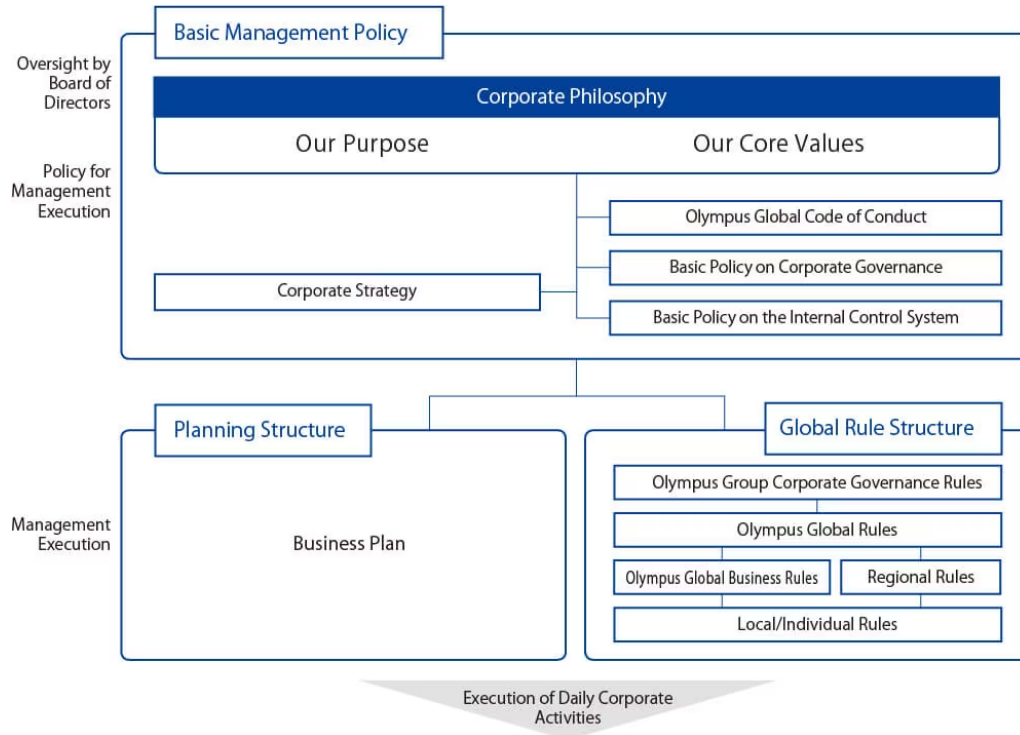 Basic Management Policy
Oversight by
Board of
Directors
Corporate Philosophy
Our Purpose
Our Core Values
Policy for
Management
Execution
Olympus Global Code of Conduct
Basic Policy on Corporate Governance
Corporate Strategy
Basic Policy on the Internal Control System
Planning Structure
Global Rule Structure
Olympus Group Corporate Governance Rules
Management
Execution
Business Plan
Olympus Global Rules
Olympus Global Business Rules
Regional Rules
Local/Individual Rules
Execution of Daily Corporate
Activities